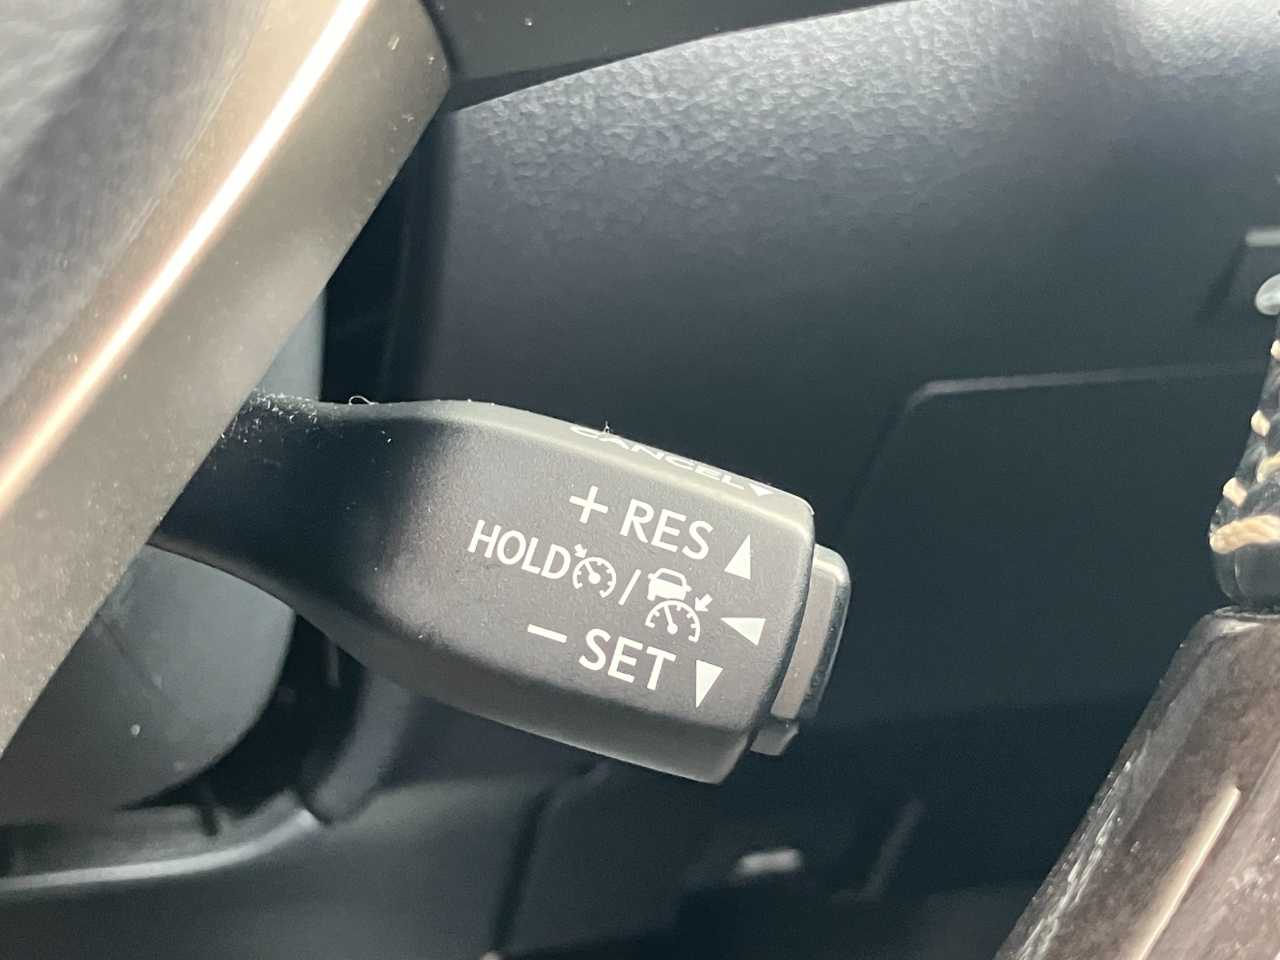 CANCEL
+ RES
HOLD /
- SET